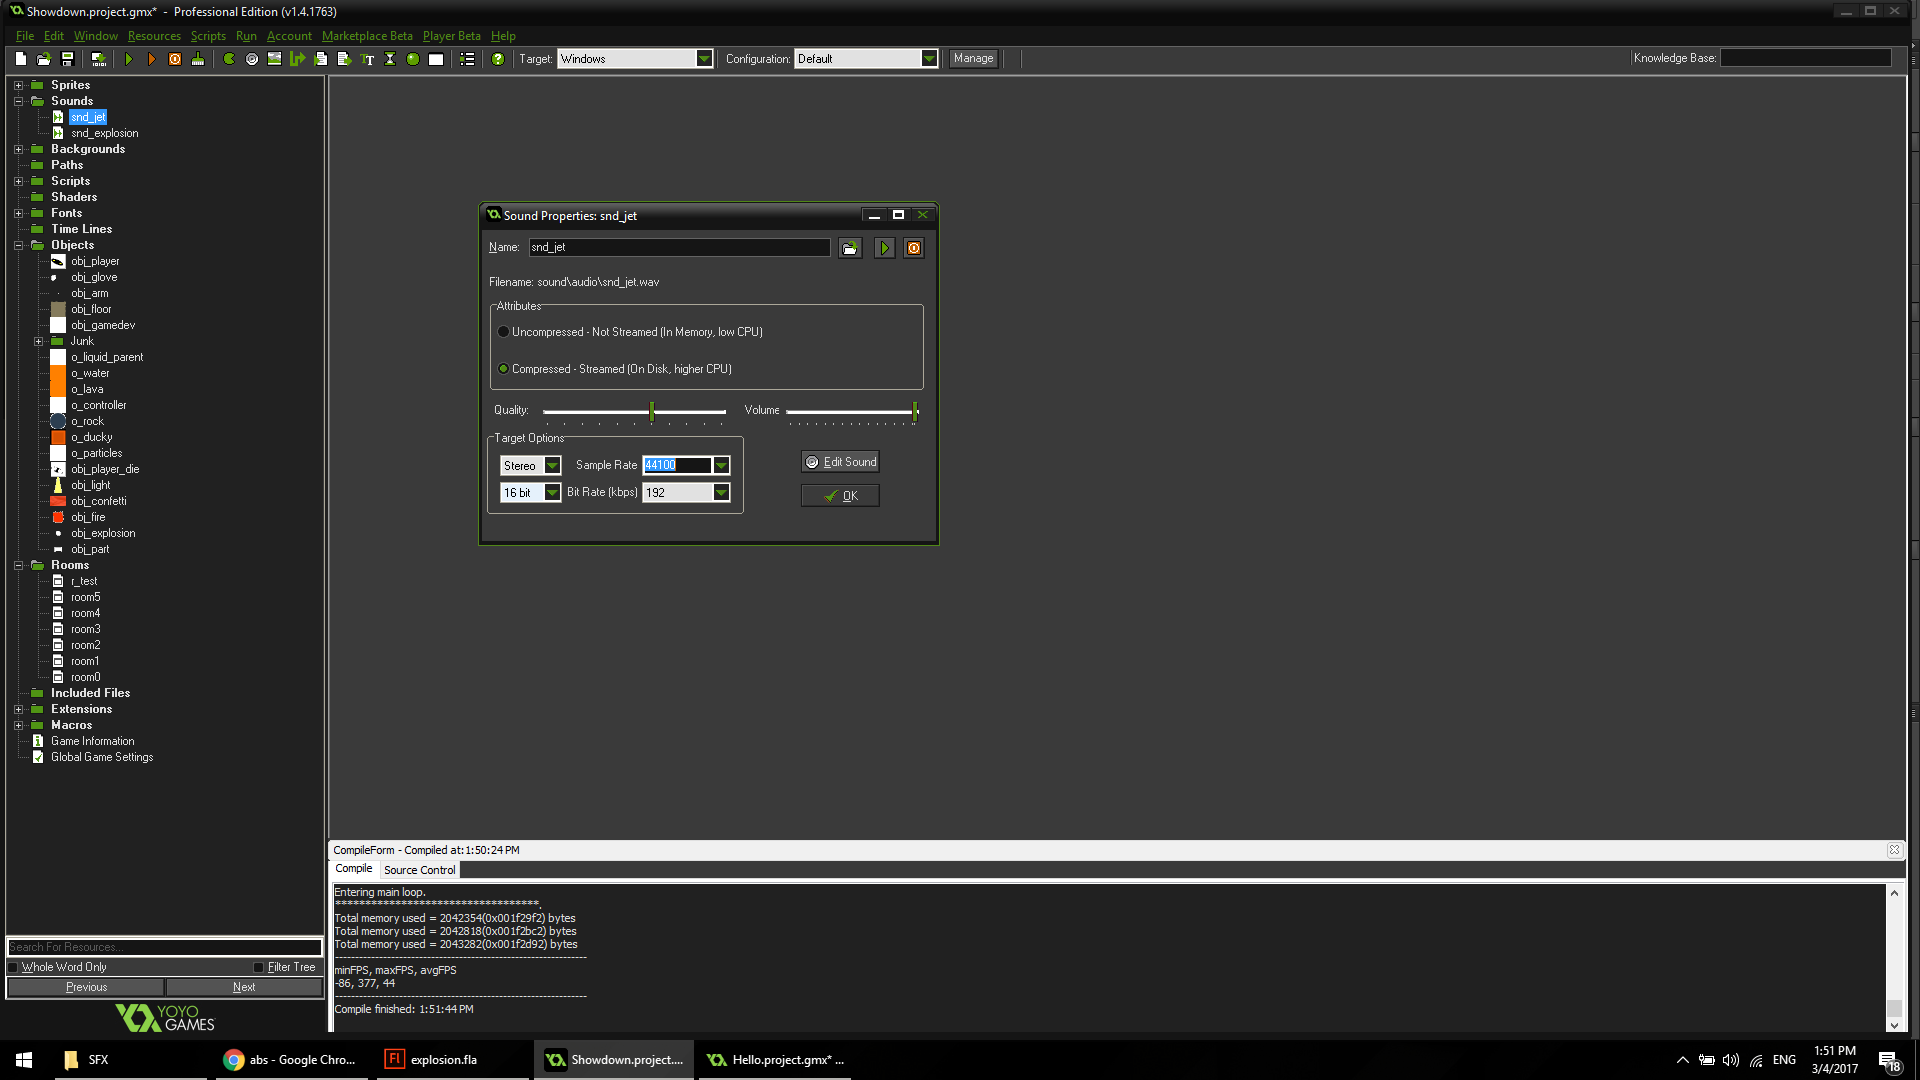 Showdown.project.gmx* - Professional Edition (v1.4.1763)
File Edit Window Resources Scripts Run Account Marketplace Beta Player Beta Help
Target: Windows Configuration: Default Manage Knowledge Base:
Sprites
Sounds
snd_jet
snd_explosion
Backgrounds
Paths
Scripts
Shaders
Fonts
Time Lines
Objects
obj_player
obj_glove
obj_arm
obj_floor
obj_gamedev
Junk
o_liquid_parent
o_water
o_lava
o_controller
o_rock
o_ducky
o_particles
obj_player_die
obj_light
obj_confetti
obj_fire
obj_explosion
obj_part
Rooms
r_test
room5
room4
room3
room2
room1
room0
Included Files
Extensions
Macros
Game Information
Global Game Settings
Search For Resources...
Whole Word Only Filter Tree
Previous Next
YOYO
GAMES
Sound Properties: snd_jet
Name: snd_jet
Filename: sound\audio\snd_jet.wav
Attributes
Uncompressed - Not Streamed (In Memory, low CPU)
Compressed - Streamed (On Disk, higher CPU)
Quality: Volume
Target Options
Stereo Sample Rate 44100
16 bit Bit Rate (kbps) 192
Edit Sound
OK
CompileForm - Compiled at: 1:50:24 PM
Compile Source Control
Entering main loop.
**********************************.
Total memory used = 2042354(0x001f29f2) bytes
Total memory used = 2042818(0x001f2bc2) bytes
Total memory used = 2043282(0x001f2d92) bytes
---------------------------------------------------------------
minFPS, maxFPS, avgFPS
-86, 377, 44
---------------------------------------------------------------
Compile finished: 1:51:44 PM
SFX
abs - Google Chro...
Fl explosion.fla
Showdown.project....
Hello.project.gmx* ...
ENG
1:51 PM
3/4/2017
18